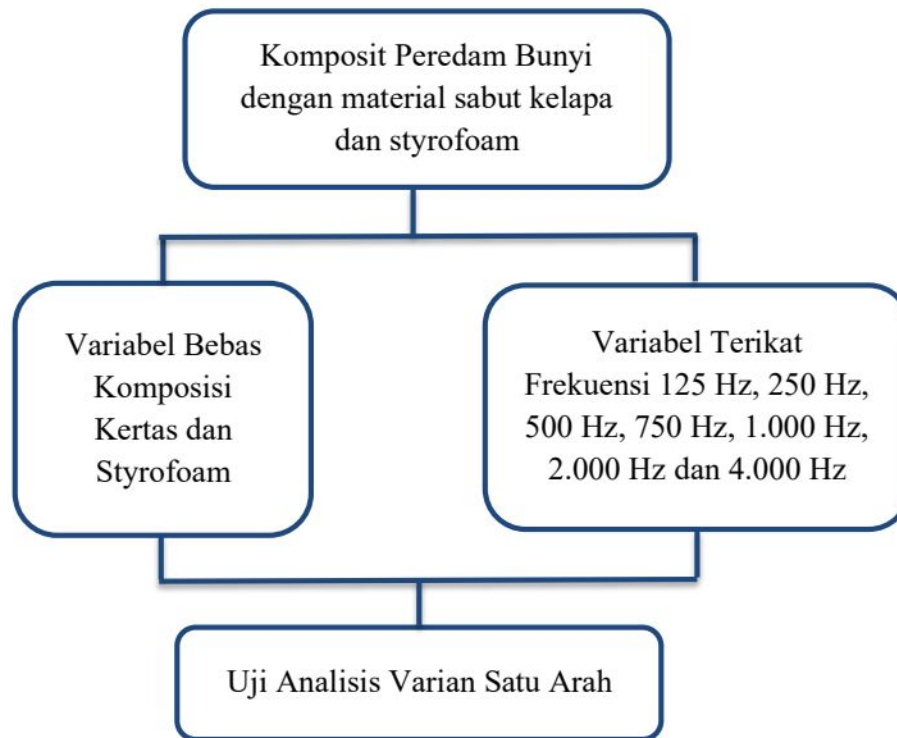 Komposit Peredam Bunyi
dengan material sabut kelapa
dan styrofoam
Variabel Bebas
Komposisi
Kertas dan
Styrofoam
Variabel Terikat
Frekuensi 125 Hz, 250 Hz,
500 Hz, 750 Hz, 1.000 Hz,
2.000 Hz dan 4.000 Hz
Uji Analisis Varian Satu Arah